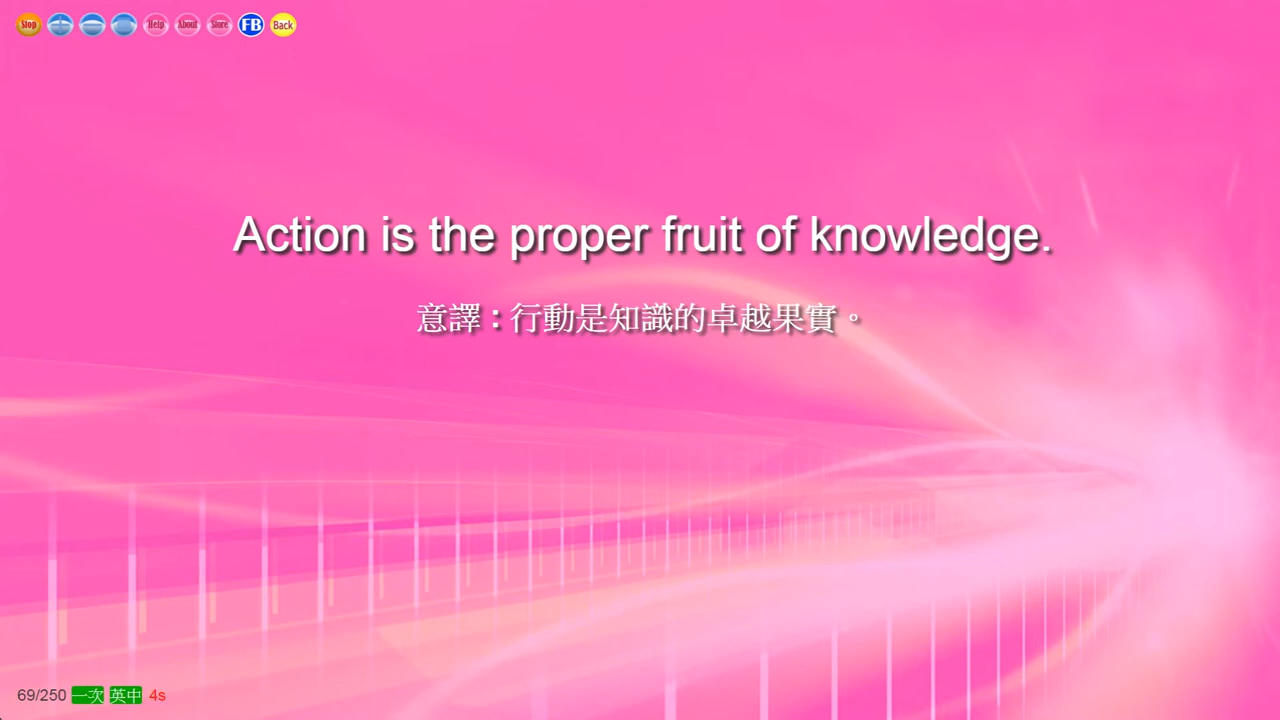 Stop Help About Store FB Back
Action is the proper fruit of knowledge.
意譯：行動是知識的卓越果實。
69/250 一次 英中 4s